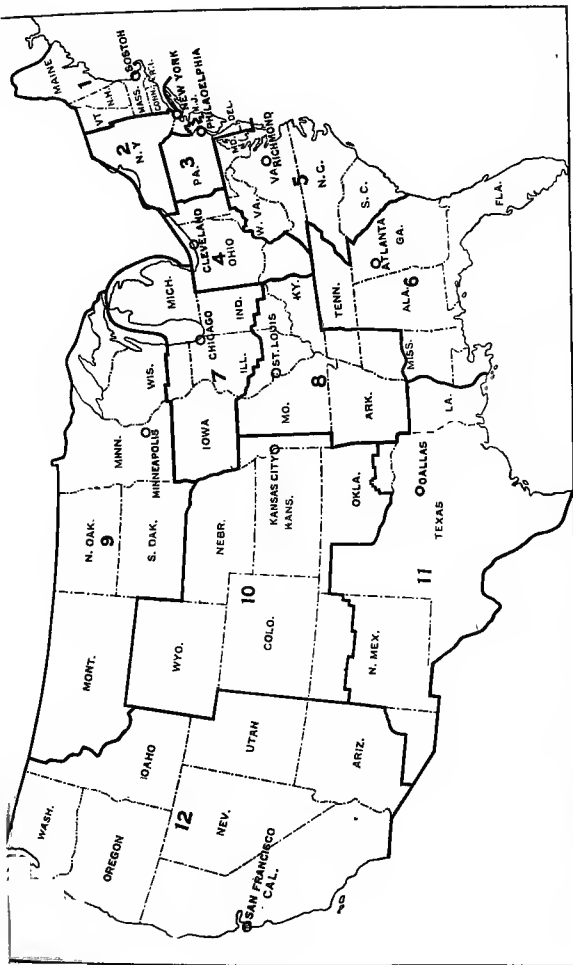 WASH.
OREGON
IDAHO
MONT.
12
NEV.
UTAH
SAN FRANCISCO
CAL.
ARIZ.
WYO.
10
COLO.
N. MEX.
N. DAK.
9
S. DAK.
NEBR.
KANSAS CITY
KANS.
OKLA.
DALLAS
TEXAS
11
MINN.
MINNEAPOLIS
IOWA
MO.
8
ARK.
LA.
WIS.
CHICAGO
7
ILL.
IND.
ST. LOUIS
KY.
TENN.
MISS.
ALA.
6
ATLANTA
GA.
FLA.
MICH.
CLEVELAND
4
OHIO
W. VA.
VA.
RICHMOND
5
N.C.
S. C.
PA.
3
MD.
DEL.
N.J.
PHILADELPHIA
NEW YORK
2
N.Y
VT.
N.H.
1
MAINE
MASS.
BOSTON
CONN.
R.I.